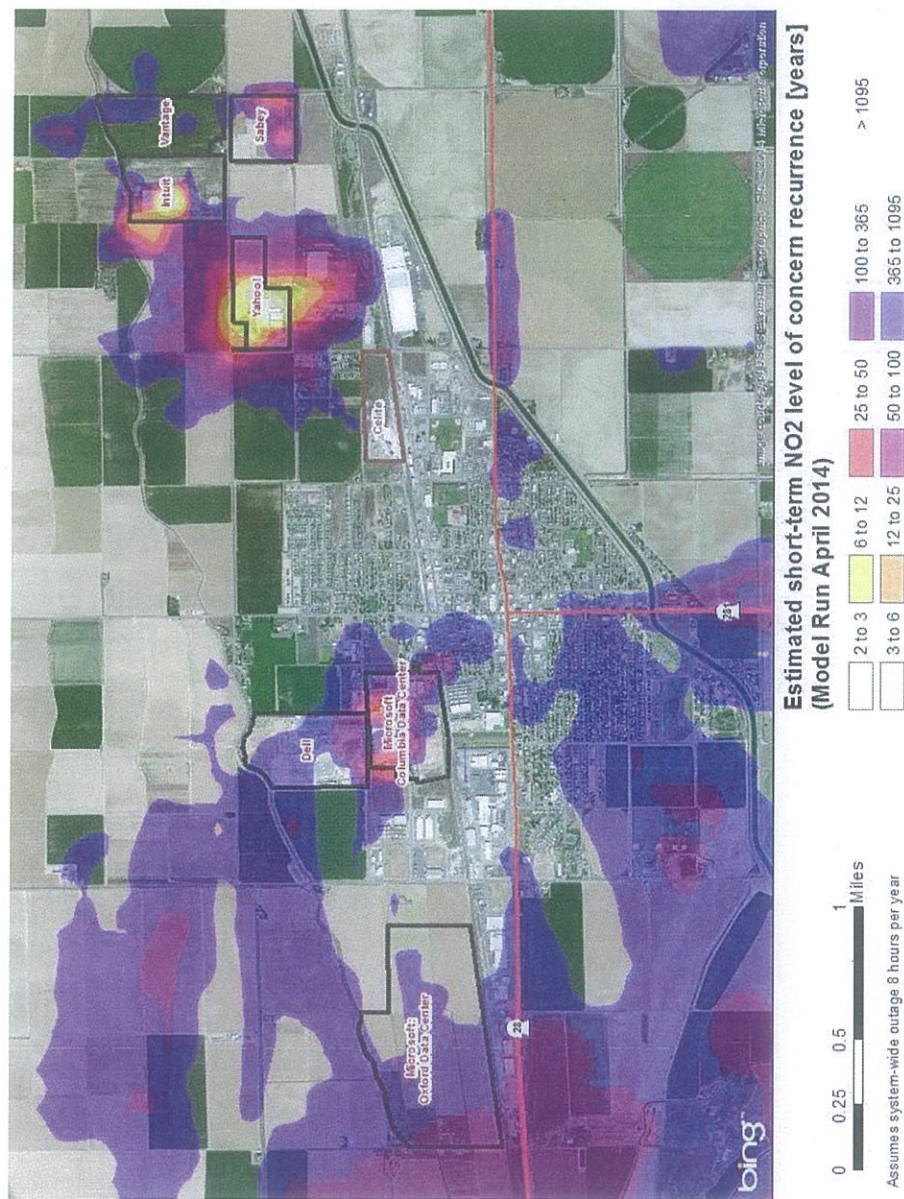 Vantage
Intuit
Sabey
Yahoo!
Celite
Dell
Microsoft
Columbia Data Center
Microsoft:
Oxford Data Center
28
281
bing™
Estimated short-term NO2 level of concern recurrence [years]
(Model Run April 2014)
2 to 3
6 to 12
25 to 50
100 to 365
> 1095
3 to 6
12 to 25
50 to 100
365 to 1095
0
0.25
0.5
1
Miles
Assumes system-wide outage 8 hours per year